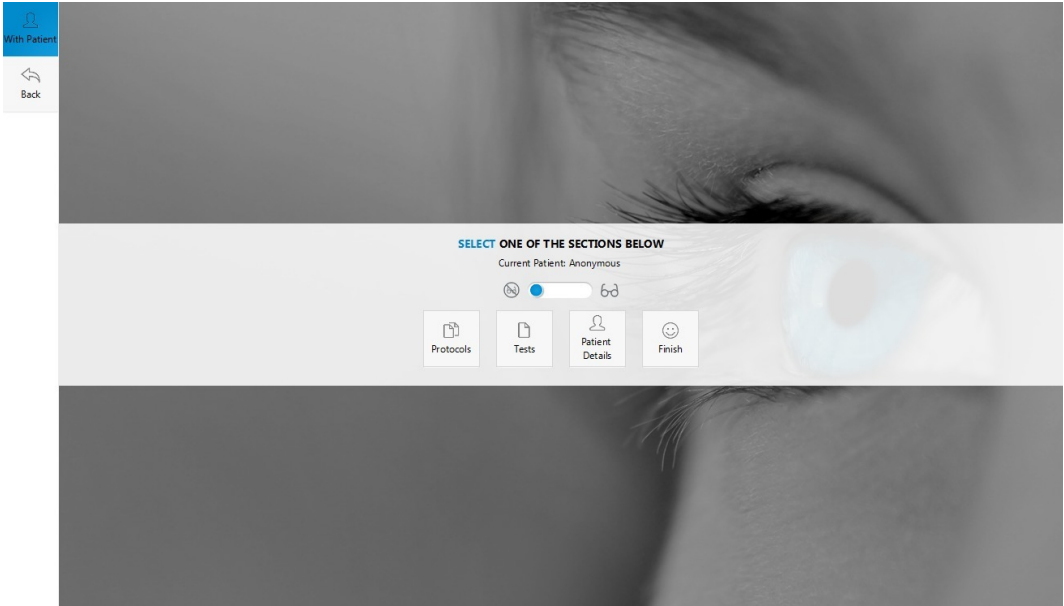 With Patient
Back
SELECT ONE OF THE SECTIONS BELOW
Current Patient: Anonymous
Protocols
Tests
Patient
Details
Finish